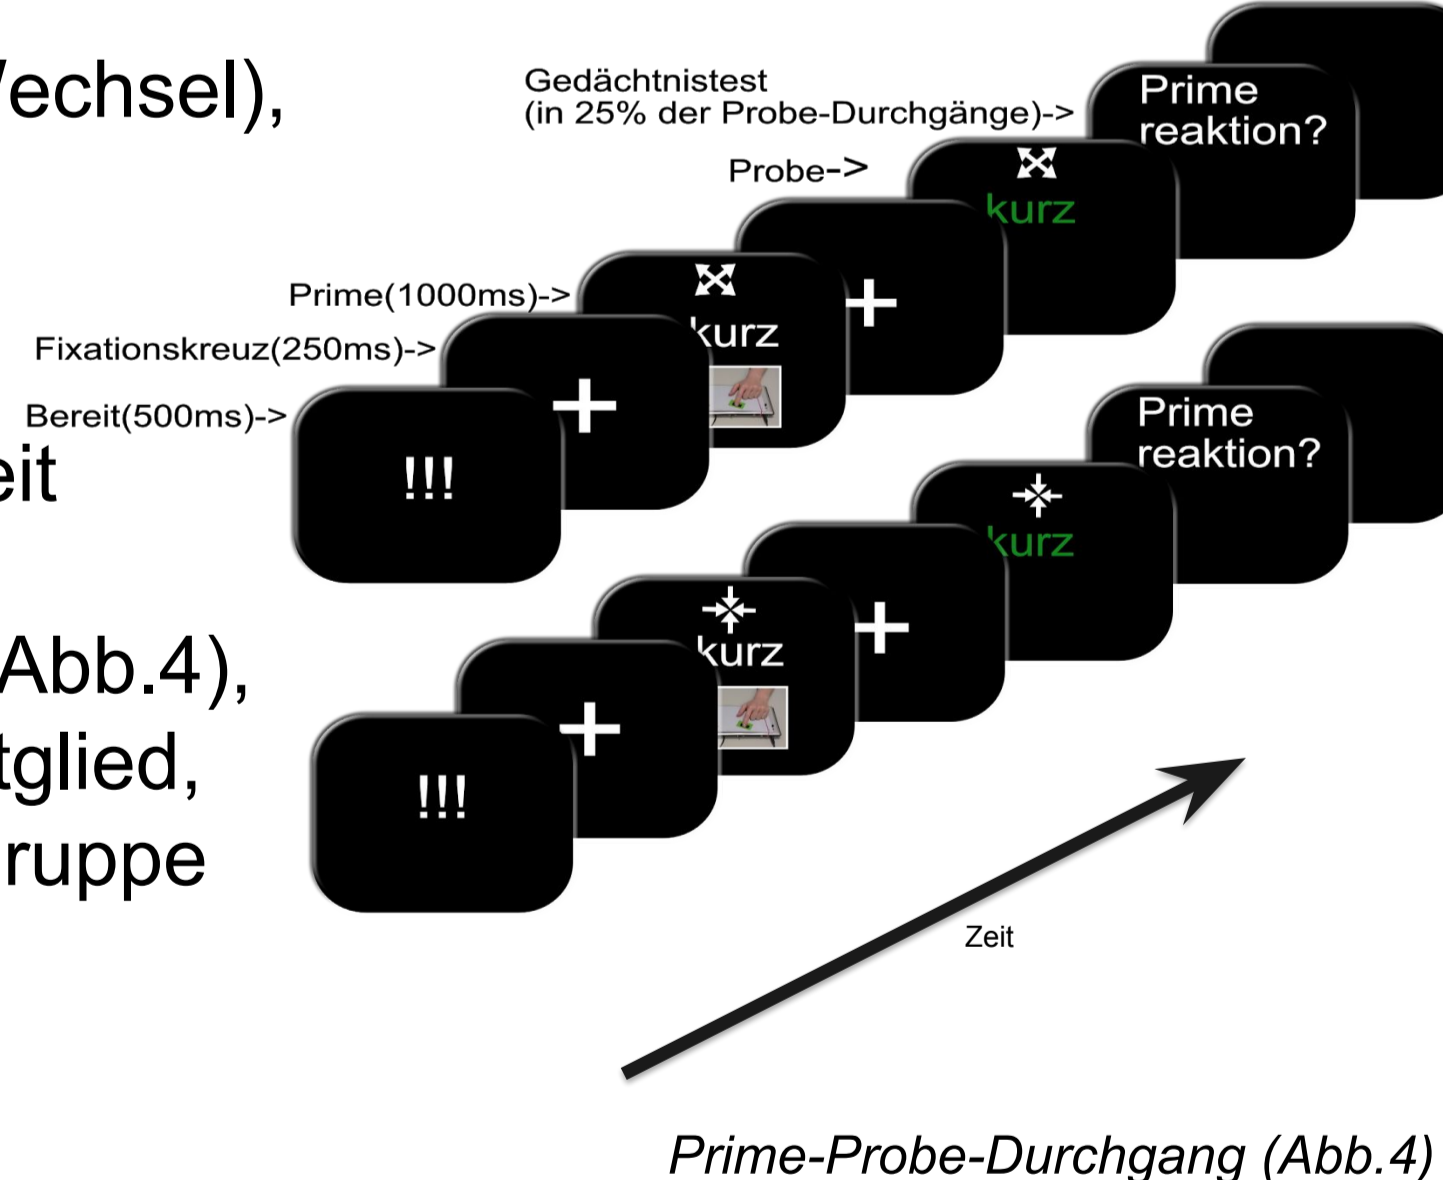 Wechsel),
eit
Abb.4),
tglied,
ruppe
Gedächtnistest
(in 25% der Probe-Durchgänge)->
Probe->
Prime(1000ms)->
Fixationskreuz(250ms)->
Bereit(500ms)->
!!!
kurz
kurz
Prime
reaktion?
!!!
kurz
kurz
Prime
reaktion?
Zeit
Prime-Probe-Durchgang (Abb.4)